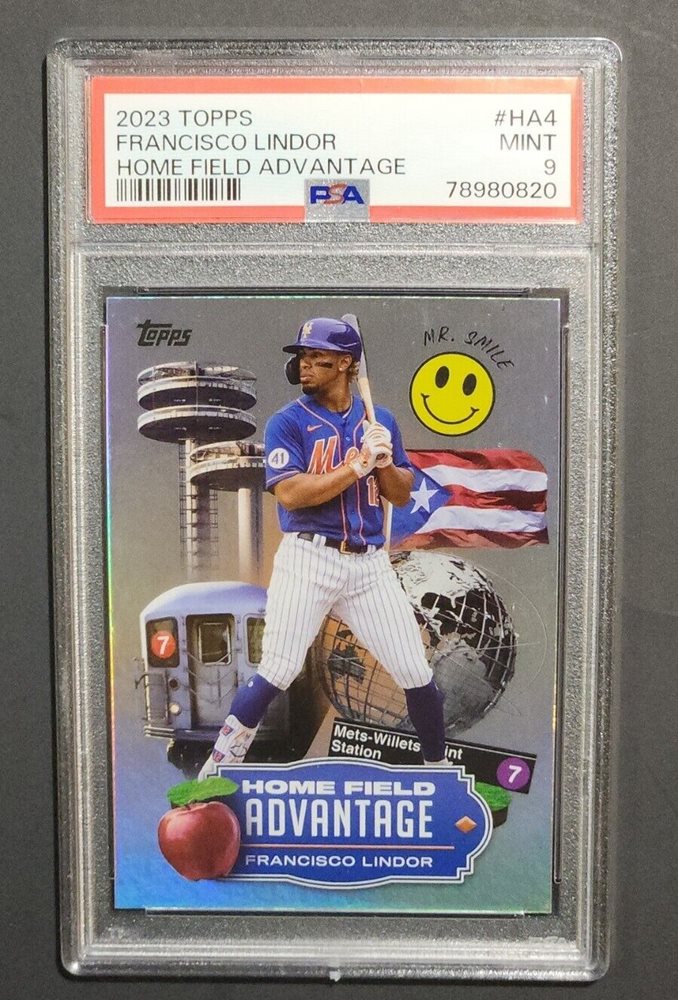 2023 TOPPS #HA4
FRANCISCO LINDOR MINT
HOME FIELD ADVANTAGE 9
PSA 78980820
Topps
MR. SMILE
41
Mets
12
7
Mets-Willets Point
Station
7
HOME FIELD
ADVANTAGE
FRANCISCO LINDOR